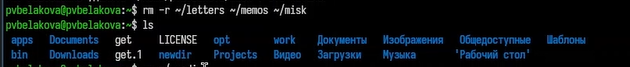 pvbelakova@pvbelakova:~$ rm -r ~/letters ~/memos ~/misk
pvbelakova@pvbelakova:~$ ls
apps Documents get LICENSE opt work Документы Изображения Общедоступные Шаблоны
bin Downloads get.1 newdir Projects Видео Загрузки Музыка 'Рабочий стол'